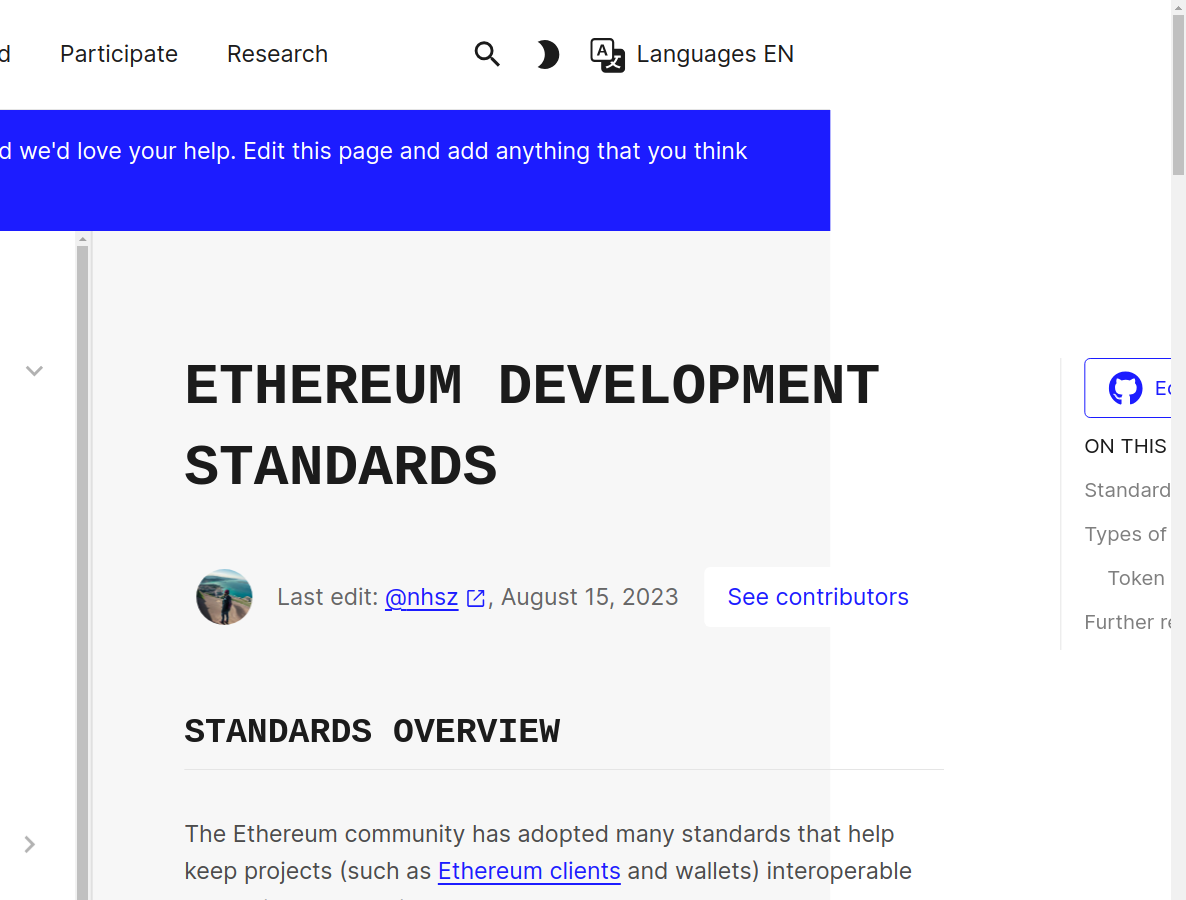 Participate
Research
Languages EN
we'd love your help. Edit this page and add anything that you think
ETHEREUM DEVELOPMENT
STANDARDS
Last edit: @nhsz, August 15, 2023
See contributors
ON THIS
Standard
Types of
Token
Further
STANDARDS OVERVIEW
The Ethereum community has adopted many standards that help
keep projects (such as Ethereum clients and wallets) interoperable